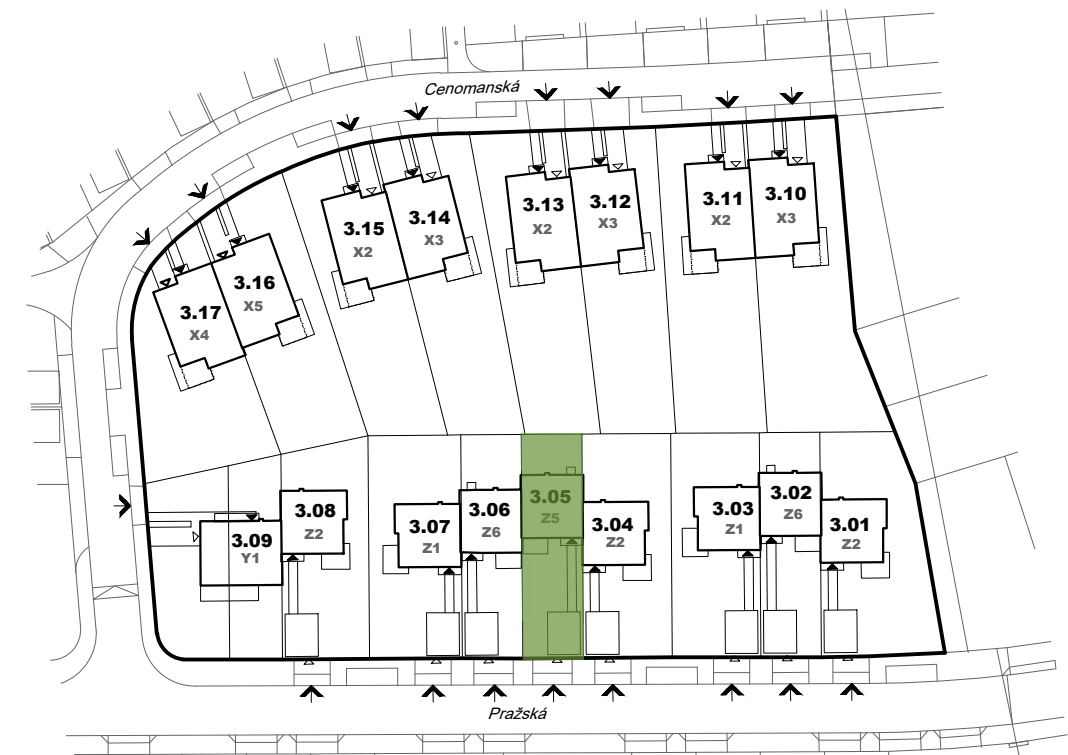 Cenomanská
3.10
X3
3.11
X2
3.12
X3
3.13
X2
3.14
X3
3.15
X2
3.16
X5
3.17
X4
3.05
Z5
3.02
Z6
3.03
Z1
3.01
Z2
3.08
Z2
3.06
Z6
3.07
Z1
3.04
Z2
3.09
Y1
Pražská